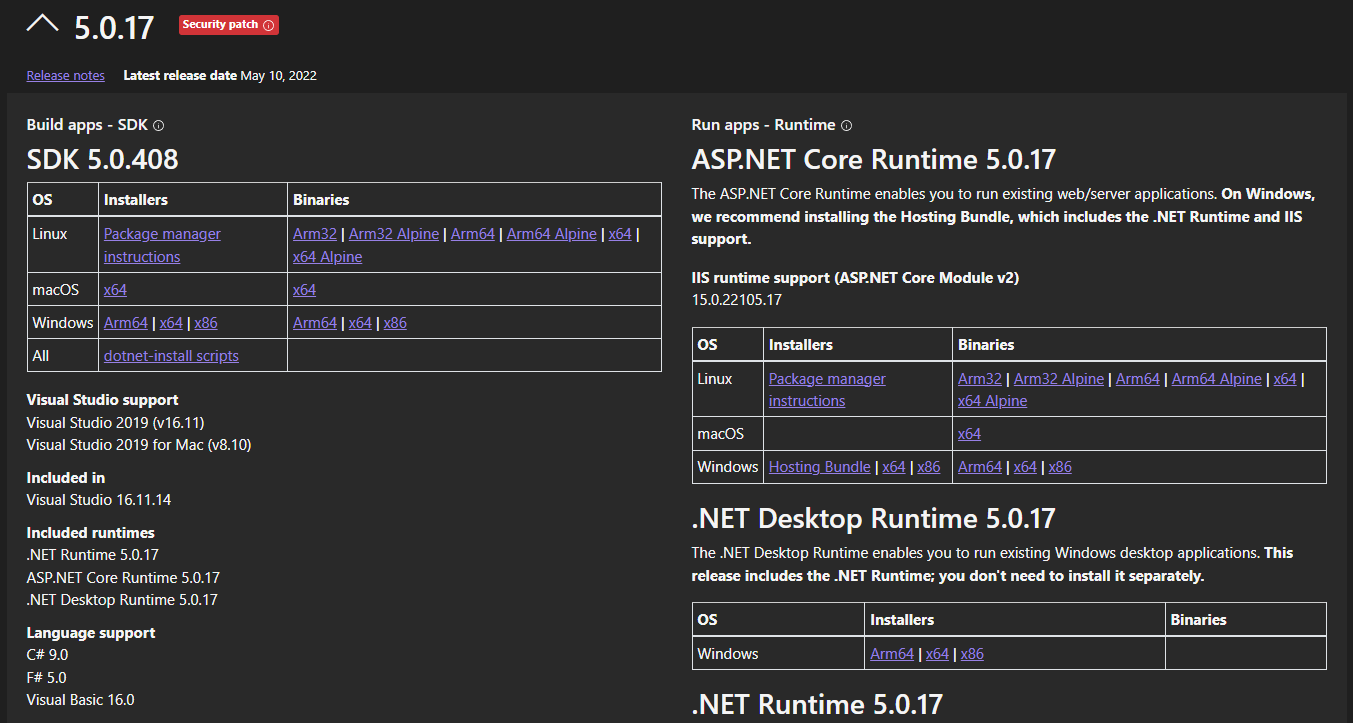 5.0.17 Security patch
Release notes Latest release date May 10, 2022
Build apps - SDK
SDK 5.0.408
OS Installers Binaries
Linux Package manager instructions Arm32 | Arm32 Alpine | Arm64 | Arm64 Alpine | x64 | x64 Alpine
macOS x64 x64
Windows Arm64 | x64 | x86 Arm64 | x64 | x86
All dotnet-install scripts
Visual Studio support
Visual Studio 2019 (v16.11)
Visual Studio 2019 for Mac (v8.10)
Included in
Visual Studio 16.11.14
Included runtimes
.NET Runtime 5.0.17
ASP.NET Core Runtime 5.0.17
.NET Desktop Runtime 5.0.17
Language support
C# 9.0
F# 5.0
Visual Basic 16.0
Run apps - Runtime
ASP.NET Core Runtime 5.0.17
The ASP.NET Core Runtime enables you to run existing web/server applications. On Windows,
we recommend installing the Hosting Bundle, which includes the .NET Runtime and IIS
support.
IIS runtime support (ASP.NET Core Module v2)
15.0.22105.17
OS Installers Binaries
Linux Package manager instructions Arm32 | Arm32 Alpine | Arm64 | Arm64 Alpine | x64 | x64 Alpine
macOS x64
Windows Hosting Bundle | x64 | x86 Arm64 | x64 | x86
.NET Desktop Runtime 5.0.17
The .NET Desktop Runtime enables you to run existing Windows desktop applications. This
release includes the .NET Runtime; you don't need to install it separately.
OS Installers Binaries
Windows Arm64 | x64 | x86
.NET Runtime 5.0.17